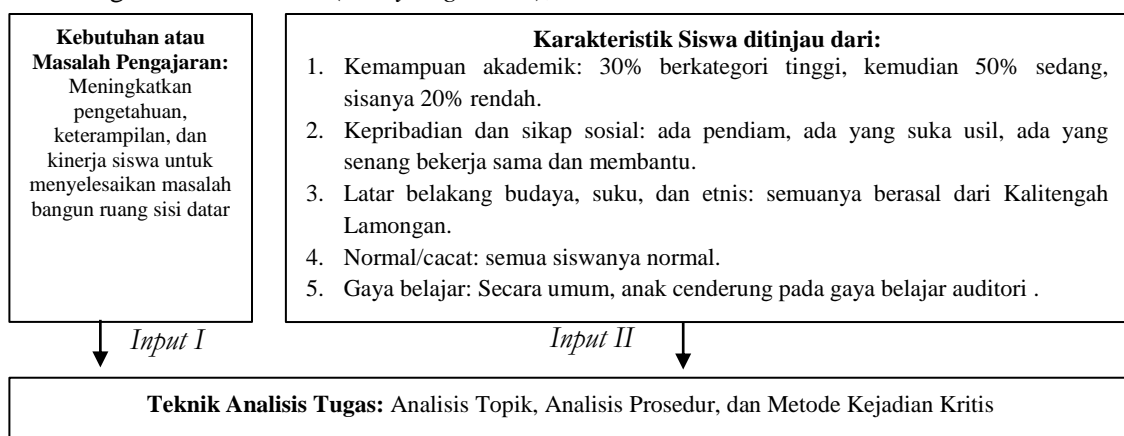 Kebutuhan atau
Masalah Pengajaran:
Meningkatkan
pengetahuan,
keterampilan, dan
kinerja siswa untuk
menyelesaikan masalah
bangun ruang sisi datar
Karakteristik Siswa ditinjau dari:
1. Kemampuan akademik: 30% berkategori tinggi, kemudian 50% sedang,
sisanya 20% rendah.
2. Kepribadian dan sikap sosial: ada pendiam, ada yang suka usil, ada yang
senang bekerja sama dan membantu.
3. Latar belakang budaya, suku, dan etnis: semuanya berasal dari Kalitengah
Lamongan.
4. Normal/cacat: semua siswanya normal.
5. Gaya belajar: Secara umum, anak cenderung pada gaya belajar auditori .
Input I
Input II
Teknik Analisis Tugas: Analisis Topik, Analisis Prosedur, dan Metode Kejadian Kritis